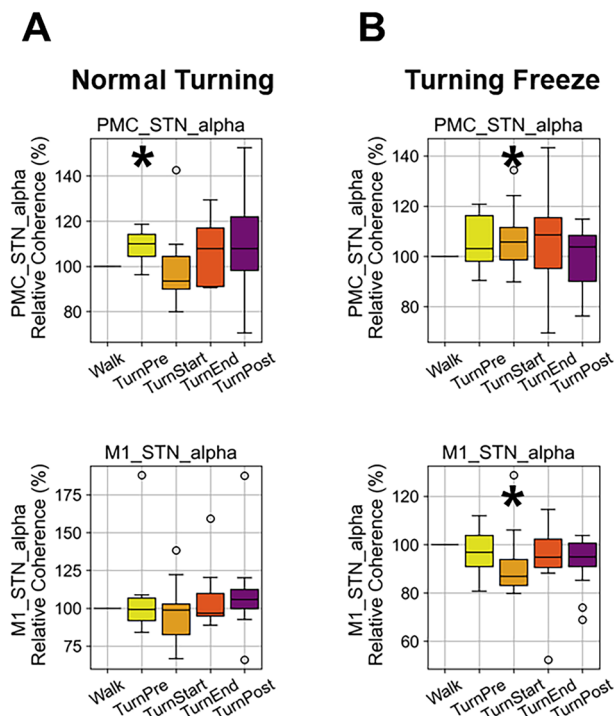 A
B
Normal Turning
Turning Freeze
PMC_STN_alpha
PMC_STN_alpha
Relative Coherence (%)
140
120
100
80
*
Walk
TurnPre
TurnStart
TurnEnd
TurnPost
PMC_STN_alpha
PMC_STN_alpha
Relative Coherence (%)
140
120
100
80
*
Walk
TurnPre
TurnStart
TurnEnd
TurnPost
M1_STN_alpha
M1_STN_alpha
Relative Coherence (%)
175
150
125
100
75
Walk
TurnPre
TurnStart
TurnEnd
TurnPost
M1_STN_alpha
M1_STN_alpha
Relative Coherence (%)
120
100
80
60
*
Walk
TurnPre
TurnStart
TurnEnd
TurnPost